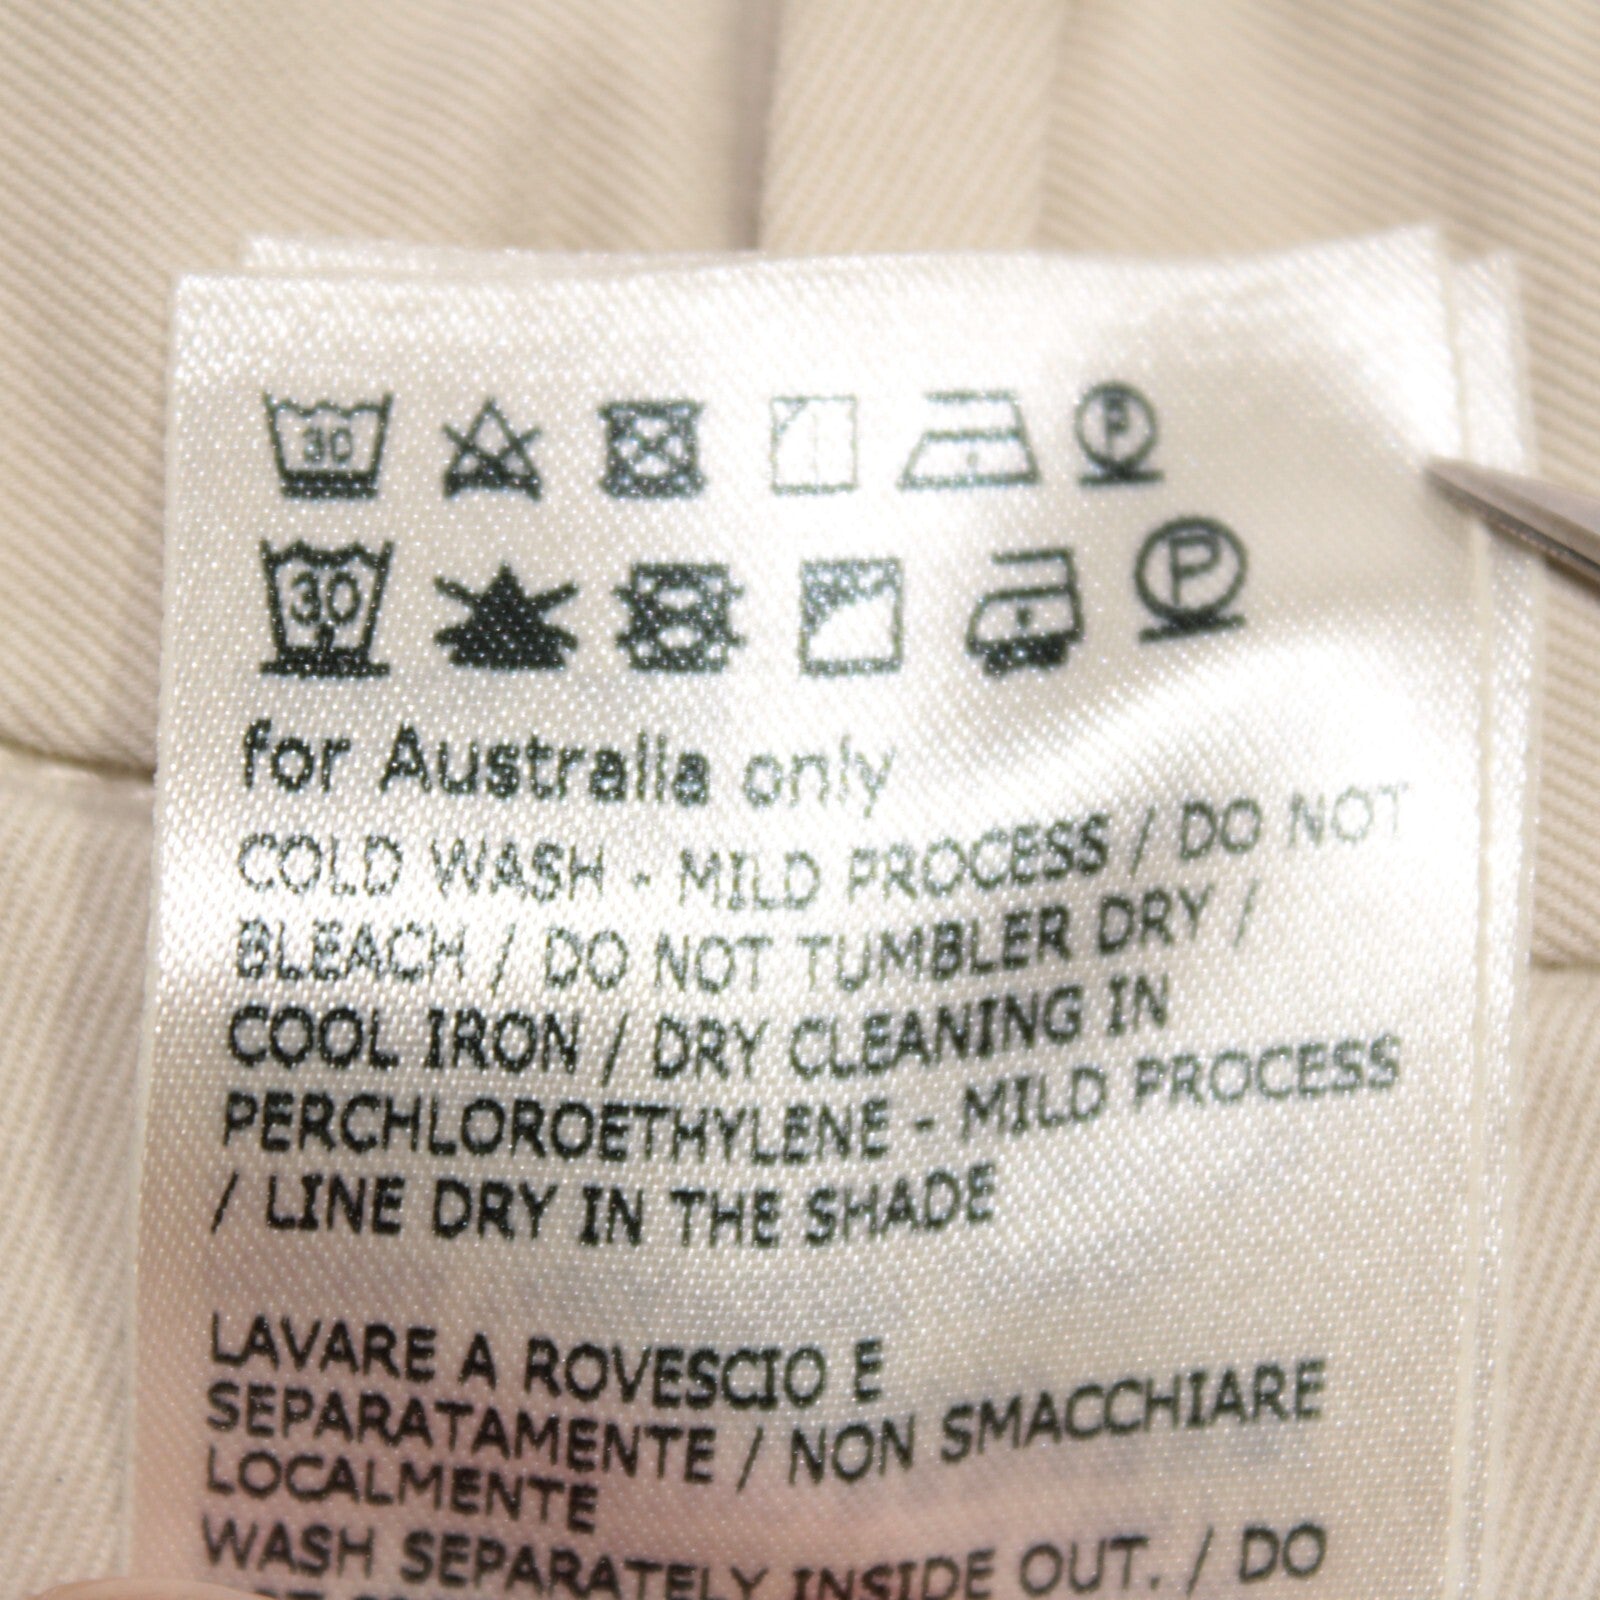 30 P
30 P
for Australia only
COLD WASH - MILD PROCESS / DO NOT
BLEACH / DO NOT TUMBLER DRY /
COOL IRON / DRY CLEANING IN
PERCHLOROETHYLENE - MILD PROCESS
/ LINE DRY IN THE SHADE
LAVARE A ROVESCIO E
SEPARATAMENTE / NON SMACCHIARE
LOCALMENTE
WASH SEPARATELY INSIDE OUT. / DO